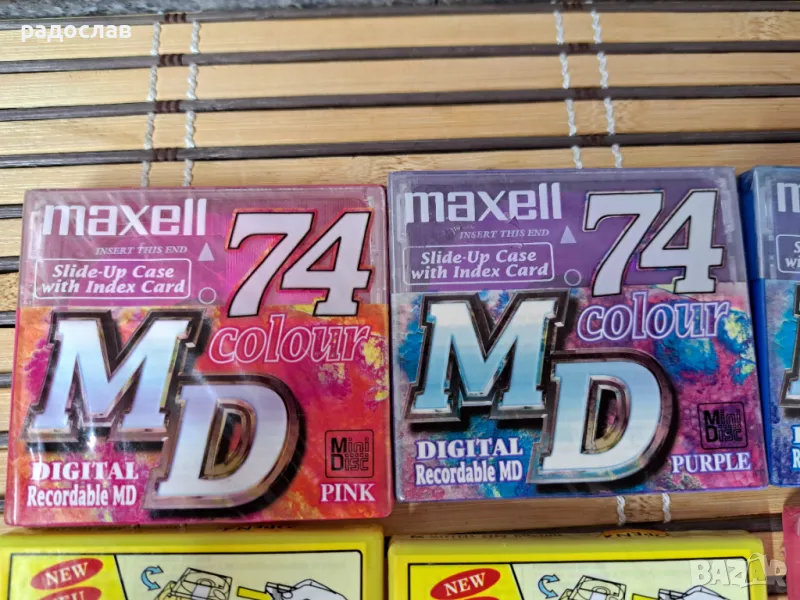 радослав
maxell 74
INSERT THIS END
Slide-Up Case
with Index Card
colour
MD
DIGITAL
Recordable MD
Mini
Disc
PINK
maxell 74
INSERT THIS END
Slide-Up Case
with Index Card
colour
MD
DIGITAL
Recordable MD
Mini
Disc
PURPLE
NEW
NEW
BAZAR